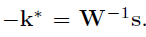 −k* = W⁻¹s.